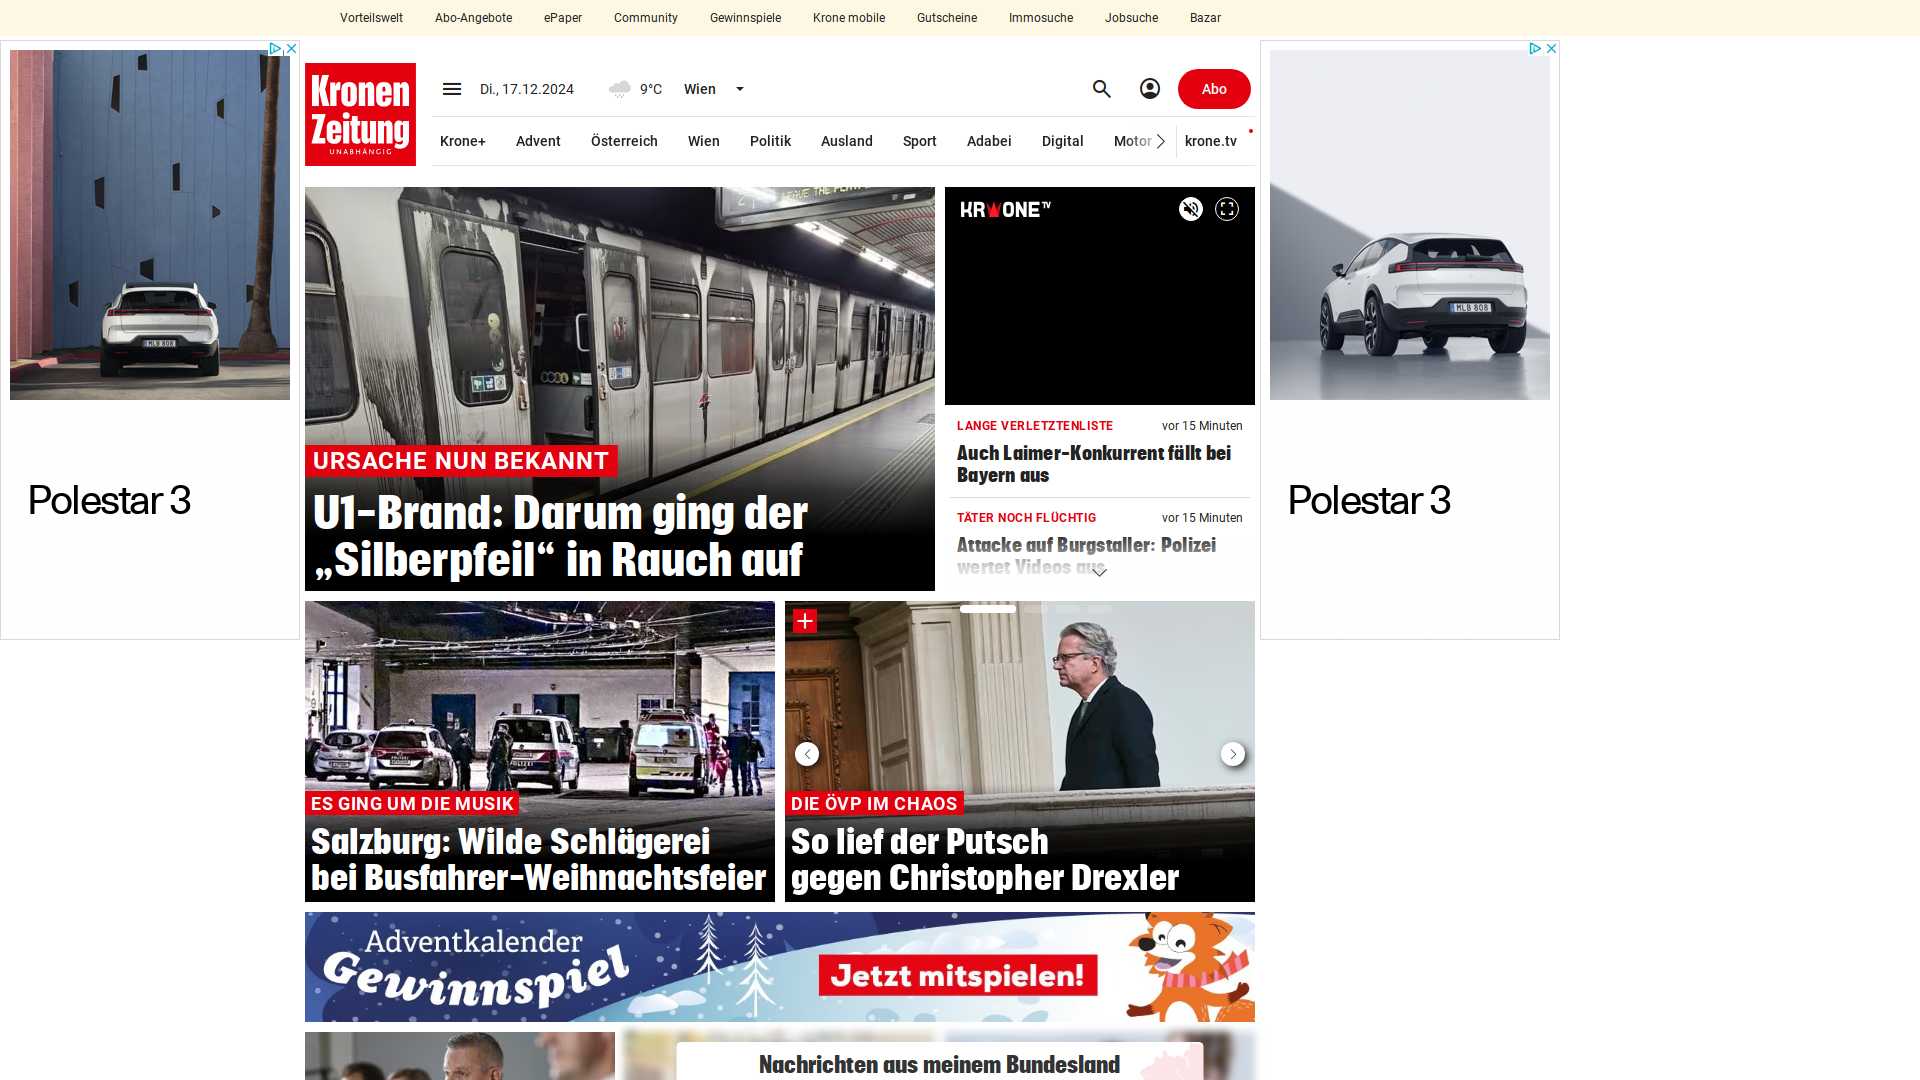 Vorteilswelt
Abo-Angebote
ePaper
Community
Gewinnspiele
Krone mobile
Gutscheine
Immosuche
Jobsuche
Bazar
Kronen
Zeitung
UNABHÄNGIG
Di., 17.12.2024
9°C
Wien
Abo
Krone+
Advent
Österreich
Wien
Politik
Ausland
Sport
Adabei
Digital
Motor
krone.tv
MLB 808
Polestar 3
URSACHE NUN BEKANNT
U1-Brand: Darum ging der
„Silberpfeil“ in Rauch auf
KRONE TV
LANGE VERLETZTENLISTE
vor 15 Minuten
Auch Laimer-Konkurrent fällt bei
Bayern aus
TÄTER NOCH FLÜCHTIG
vor 15 Minuten
Attacke auf Burgstaller: Polizei
wertet Videos aus
MLB 808
Polestar 3
ES GING UM DIE MUSIK
Salzburg: Wilde Schlägerei
bei Busfahrer-Weihnachtsfeier
DIE ÖVP IM CHAOS
So lief der Putsch
gegen Christopher Drexler
Adventkalender
Gewinnspiel
Jetzt mitspielen!
Nachrichten aus meinem Bundesland